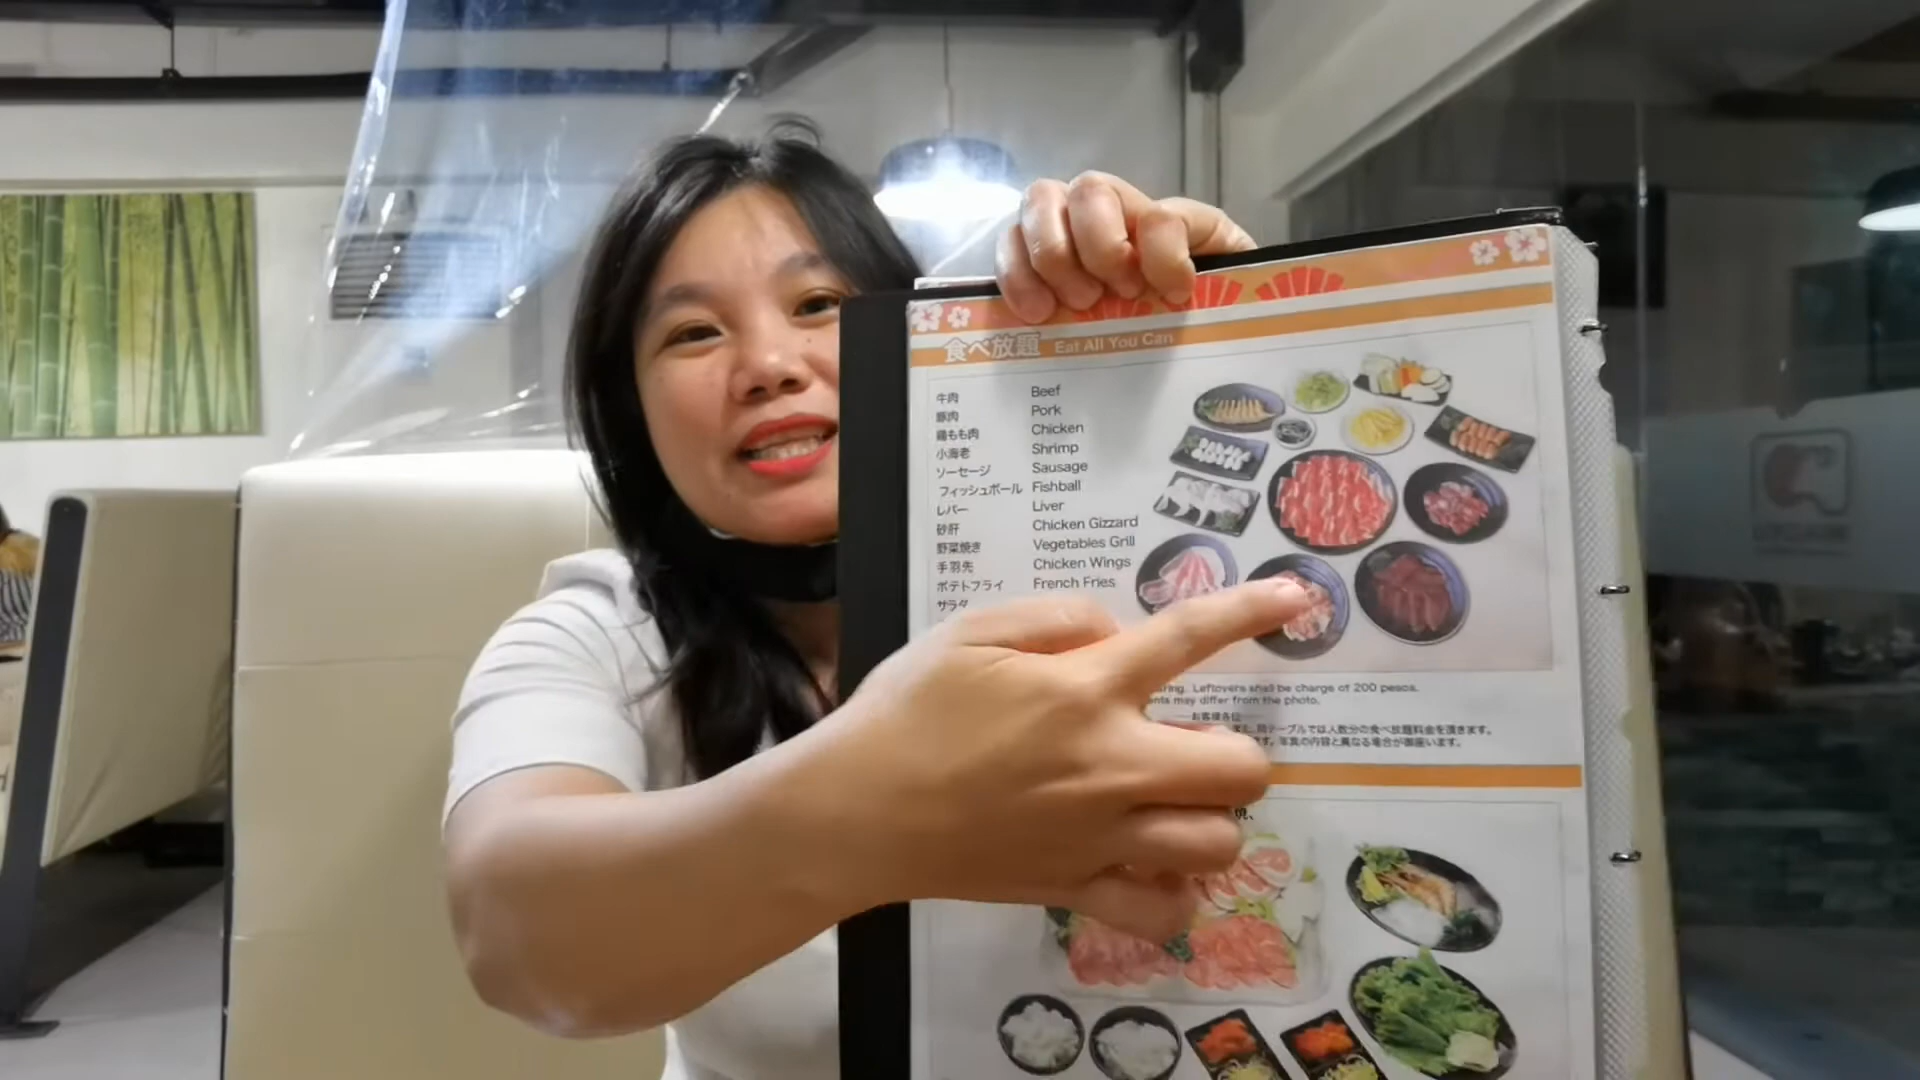 食べ放題 Eat All You Can
牛肉 Beef
豚肉 Pork
鶏もも肉 Chicken
小海老 Shrimp
ソーセージ Sausage
フィッシュボール Fishball
レバー Liver
砂肝 Chicken Gizzard
野菜焼き Vegetables Grill
手羽先 Chicken Wings
ポテトフライ French Fries
サラダ
Leftovers shall be charge of 200 pesos.
may differ from the photo.
お客様各位
同テーブルでは人数分の食べ放題料金を頂きます。
写真の内容と異なる場合が御座います。
焼、